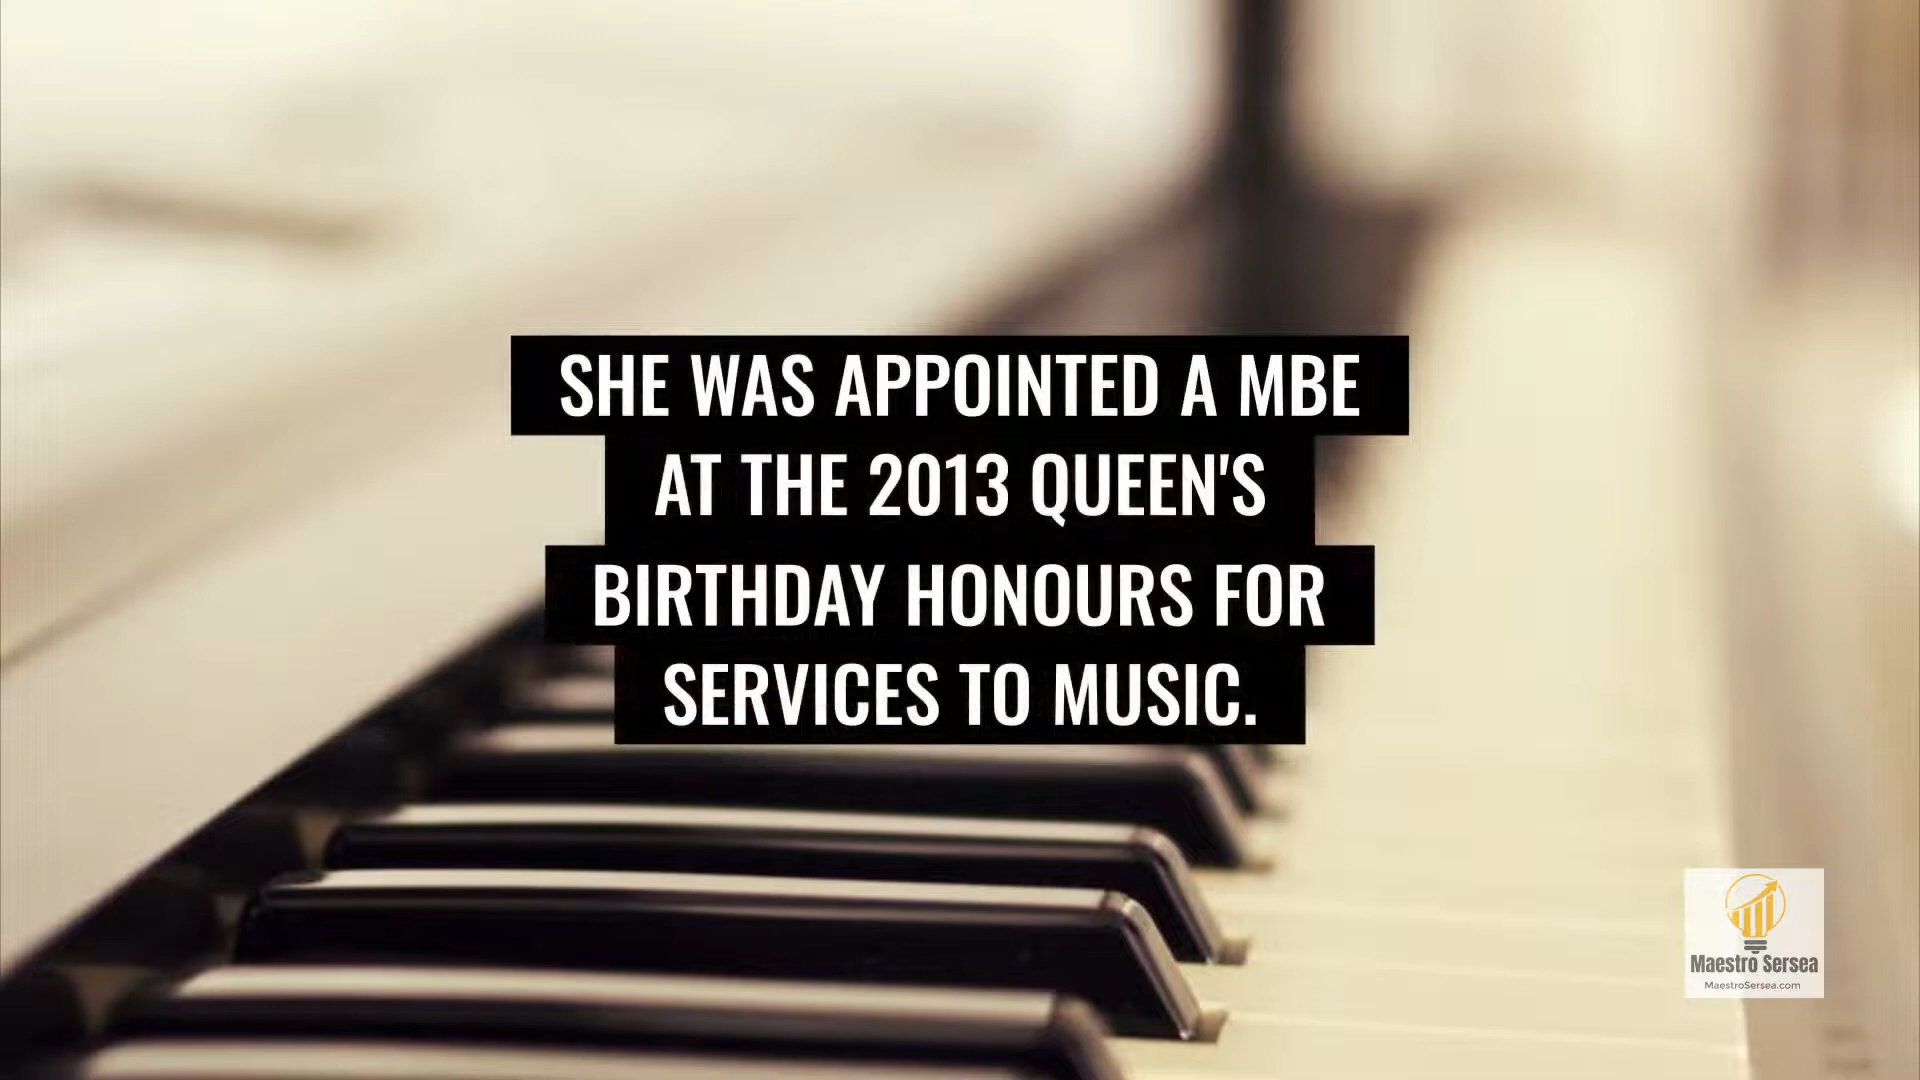 SHE WAS APPOINTED A MBE
AT THE 2013 QUEEN'S
BIRTHDAY HONOURS FOR
SERVICES TO MUSIC.
Maestro Sersea
MaestroSersea.com